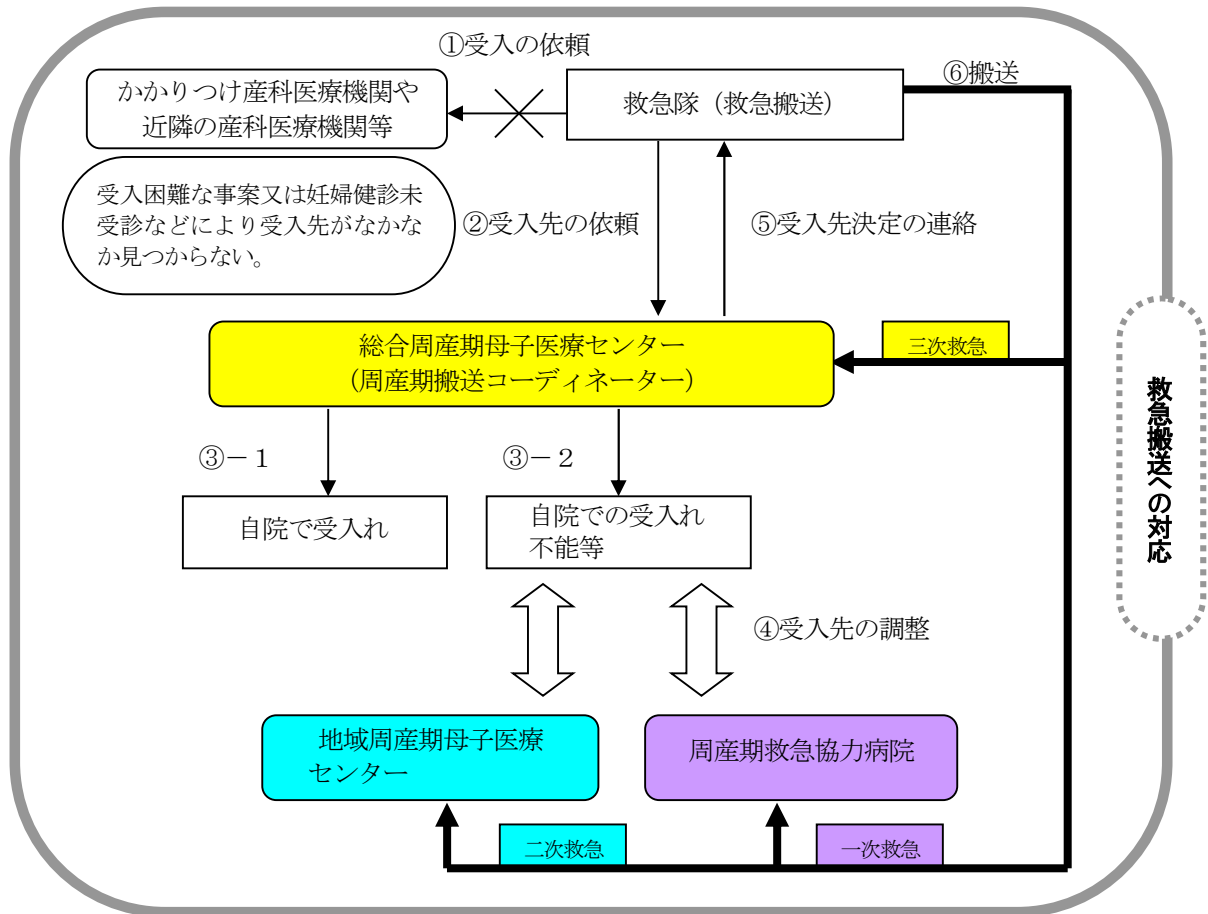 ①受入の依頼
⑥搬送
かかりつけ産科医療機関や
近隣の産科医療機関等
救急隊（救急搬送）
受入困難な事案又は妊婦健診未
受診などにより受入先がなかな
か見つからない。
②受入先の依頼
⑤受入先決定の連絡
総合周産期母子医療センター
（周産期搬送コーディネーター）
三次救急
救急搬送への対応
③－１
③－２
自院で受入れ
自院での受入れ
不能等
④受入先の調整
地域周産期母子医療
センター
周産期救急協力病院
二次救急
一次救急